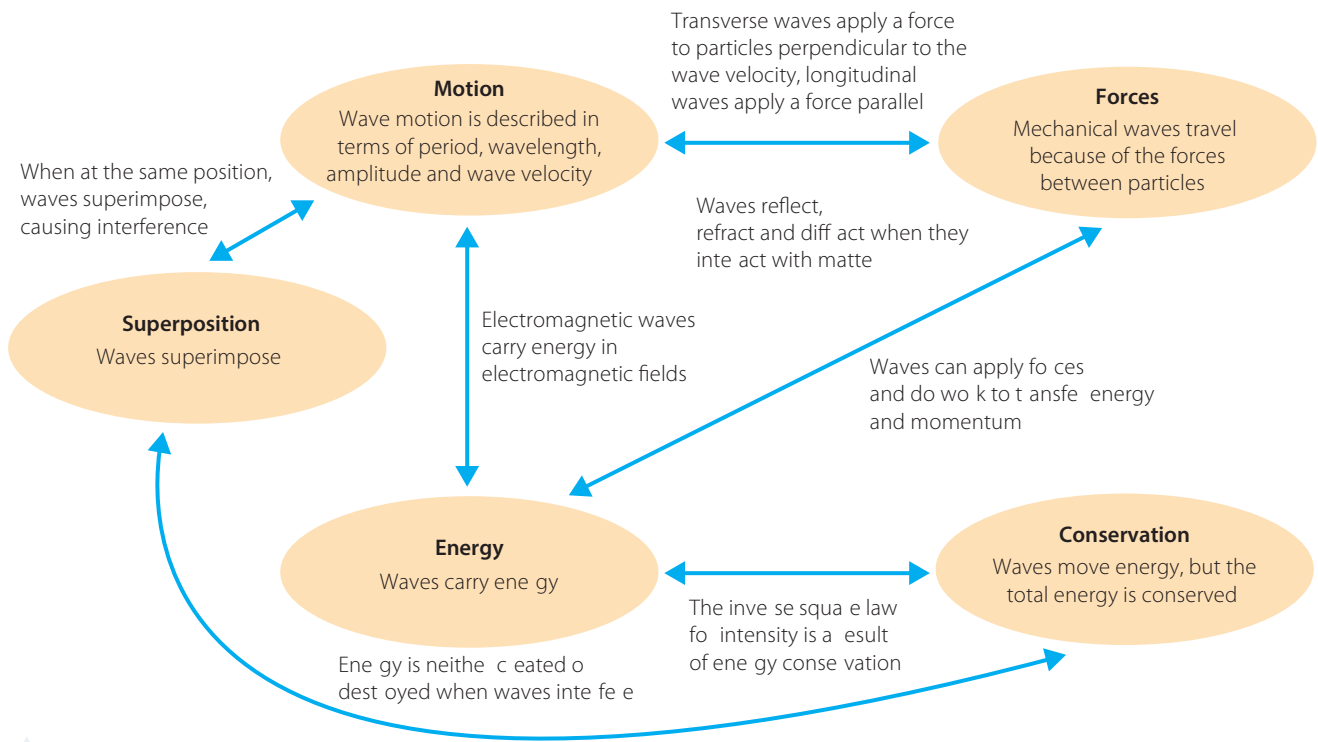 Transverse waves apply a force
to particles perpendicular to the
wave velocity, longitudinal
waves apply a force parallel
Motion
Wave motion is described in
terms of period, wavelength,
amplitude and wave velocity
Forces
Mechanical waves travel
because of the forces
between particles
When at the same position,
waves superimpose,
causing interference
Waves reflect,
refract and diff act when they
inte act with matte
Superposition
Waves superimpose
Electromagnetic waves
carry energy in
electromagnetic fields
Waves can apply fo ces
and do wo k to t ansfe energy
and momentum
Energy
Waves carry ene gy
Conservation
Waves move energy, but the
total energy is conserved
The inve se squa e law
fo intensity is a esult
of ene gy conse vation
Ene gy is neithe c eated o
dest oyed when waves inte fe e